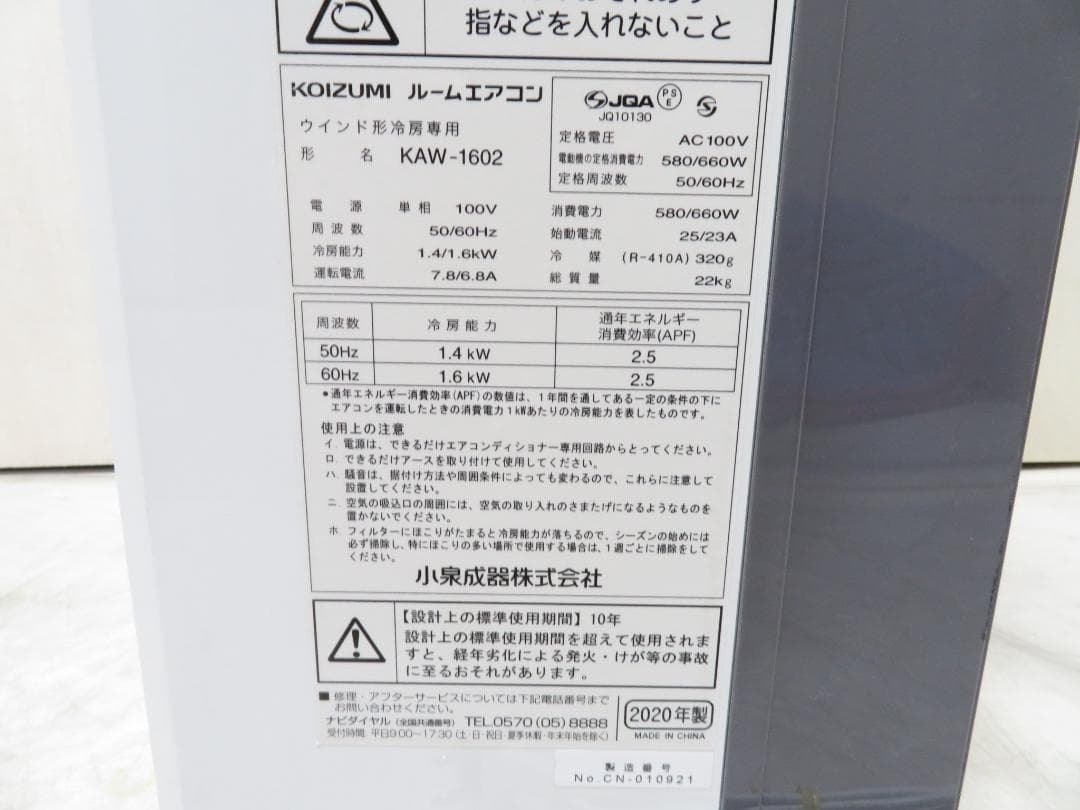 指などを入れないこと
KOIZUMI ルームエアコン
ウインド形冷房専用
形 名 KAW-1602
JQA PSE S
JQ10130
定格電圧 AC100V
電動機の定格消費電力 580/660W
定格周波数 50/60Hz
電源 単相 100V
周波数 50/60Hz
冷房能力 1.4/1.6kW
運転電流 7.8/6.8A
消費電力 580/660W
始動電流 25/23A
冷媒 (R-410A) 320g
総質量 22kg
周波数 冷房能力 通年エネルギー
消費効率(APF)
50Hz 1.4 kW 2.5
60Hz 1.6 kW 2.5
●通年エネルギー消費効率(APF)の数値は、1年間を通してある一定の条件の下に
エアコンを運転したときの消費電力1kWあたりの冷房能力を表したものです。
使用上の注意
イ. 電源は、できるだけエアコンディショナー専用回路からとってください。
ロ. できるだけアースを取り付けて使用してください。
ハ. 騒音は、据付け方法や周囲条件によっても変わるので、これらに注意して
設置してください。
ニ. 空気の吸込口の周囲には、空気の取り入れのさまたげになるようなものを
置かないでください。
ホ. フィルターにほこりがたまると冷房能力が落ちるので、シーズンの始めには
必ず掃除し、特にほこりの多い場所で使用する場合は、1週ごとに掃除をして
ください。
小泉成器株式会社
【設計上の標準使用期間】10年
設計上の標準使用期間を超えて使用されま
すと、経年劣化による発火・けが等の事故
に至るおそれがあります。
■ 修理・アフターサービスについては下記電話番号まで
お問い合わせください。
ナビダイヤル (全国共通番号) TEL.0570(05)8888
受付時間 平日9:00〜17:30 (土・日・祝日・夏季休暇・年末年始を除く)
2020年製
MADE IN CHINA
製造番号
No.CN-010921